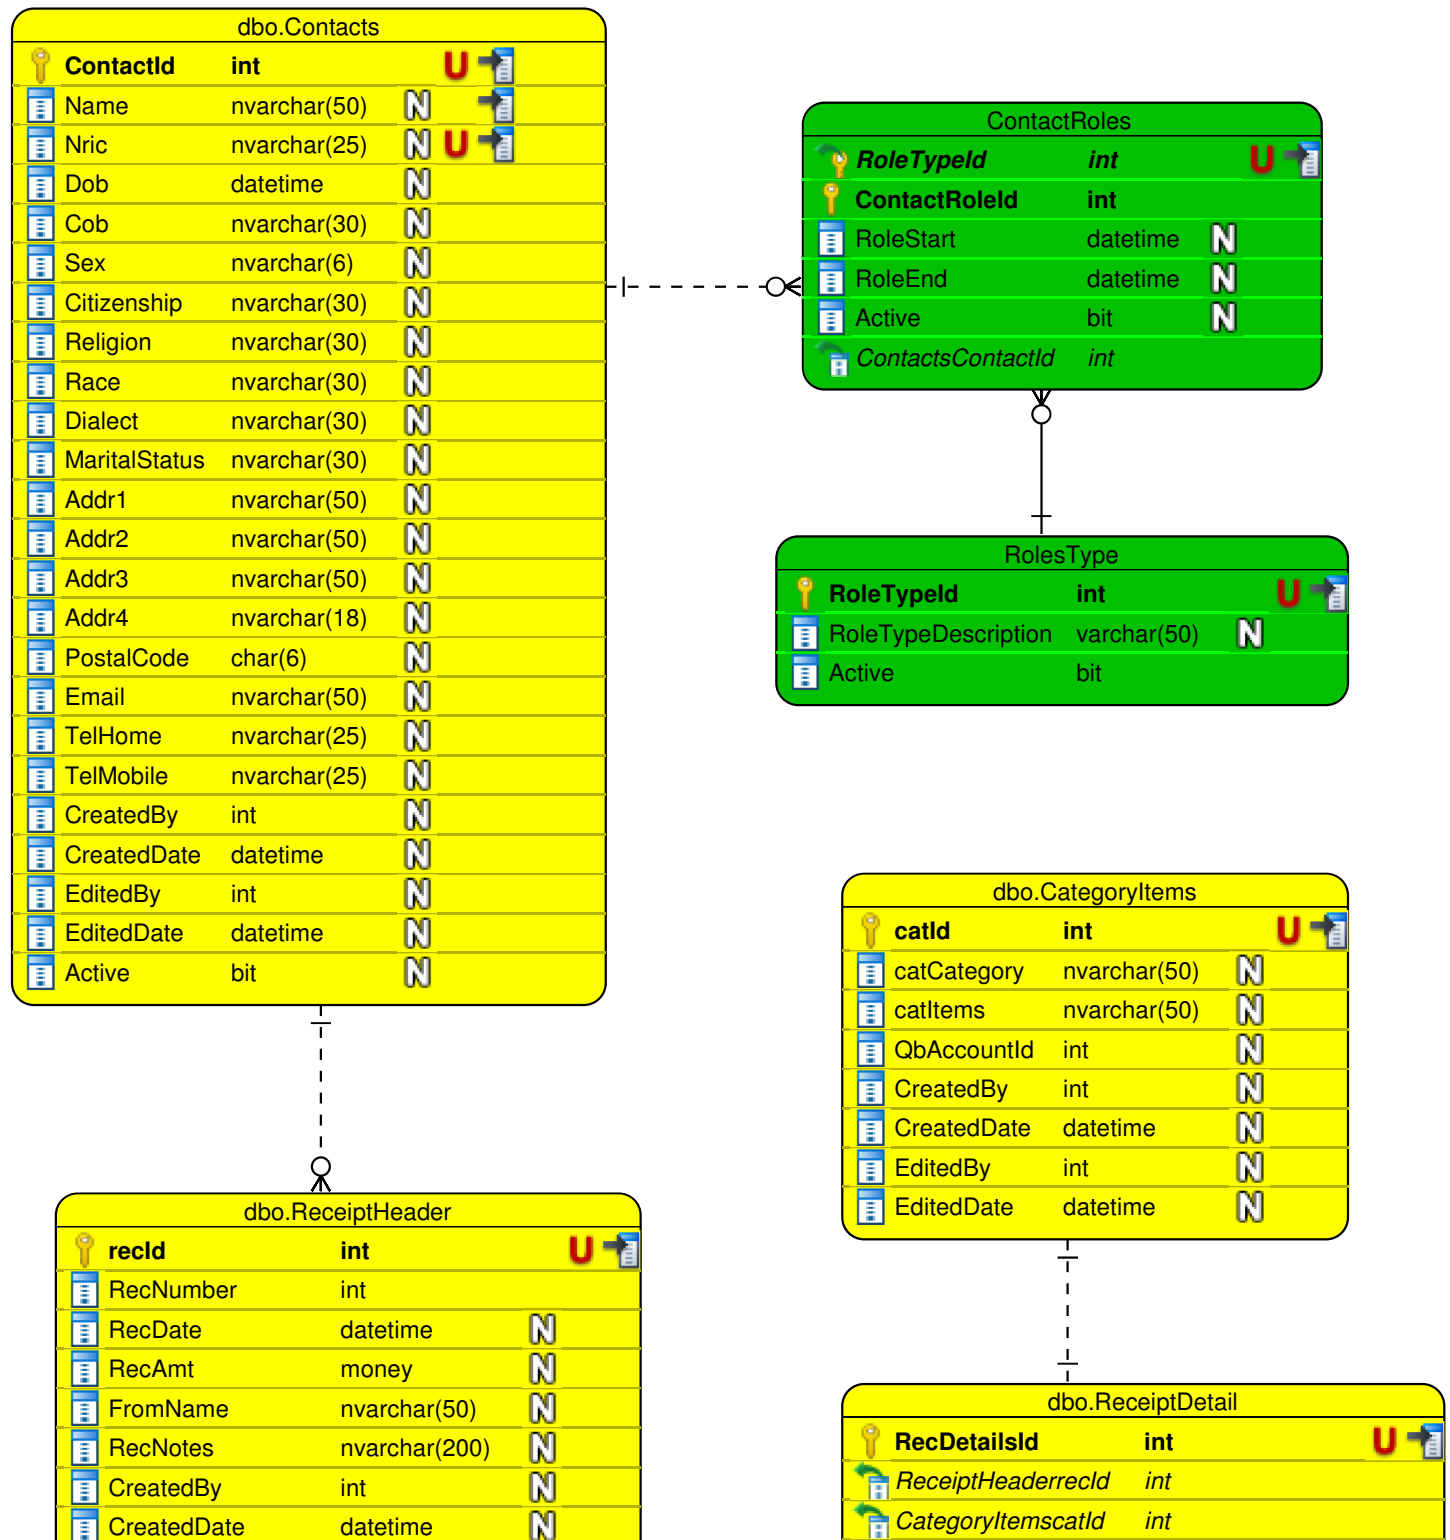 dbo.Contacts
ContactId int U
Name nvarchar(50) N
Nric nvarchar(25) N U
Dob datetime N
Cob nvarchar(30) N
Sex nvarchar(6) N
Citizenship nvarchar(30) N
Religion nvarchar(30) N
Race nvarchar(30) N
Dialect nvarchar(30) N
MaritalStatus nvarchar(30) N
Addr1 nvarchar(50) N
Addr2 nvarchar(50) N
Addr3 nvarchar(50) N
Addr4 nvarchar(18) N
PostalCode char(6) N
Email nvarchar(50) N
TelHome nvarchar(25) N
TelMobile nvarchar(25) N
CreatedBy int N
CreatedDate datetime N
EditedBy int N
EditedDate datetime N
Active bit N
ContactRoles
RoleTypeId int U
ContactRoleId int
RoleStart datetime N
RoleEnd datetime N
Active bit N
ContactsContactId int
RolesType
RoleTypeId int U
RoleTypeDescription varchar(50) N
Active bit
dbo.CategoryItems
catId int U
catCategory nvarchar(50) N
catItems nvarchar(50) N
QbAccountId int N
CreatedBy int N
CreatedDate datetime N
EditedBy int N
EditedDate datetime N
dbo.ReceiptHeader
recId int U
RecNumber int
RecDate datetime N
RecAmt money N
FromName nvarchar(50) N
RecNotes nvarchar(200) N
CreatedBy int N
CreatedDate datetime N
dbo.ReceiptDetail
RecDetailsId int U
ReceiptHeaderrecId int
CategoryItemscatId int